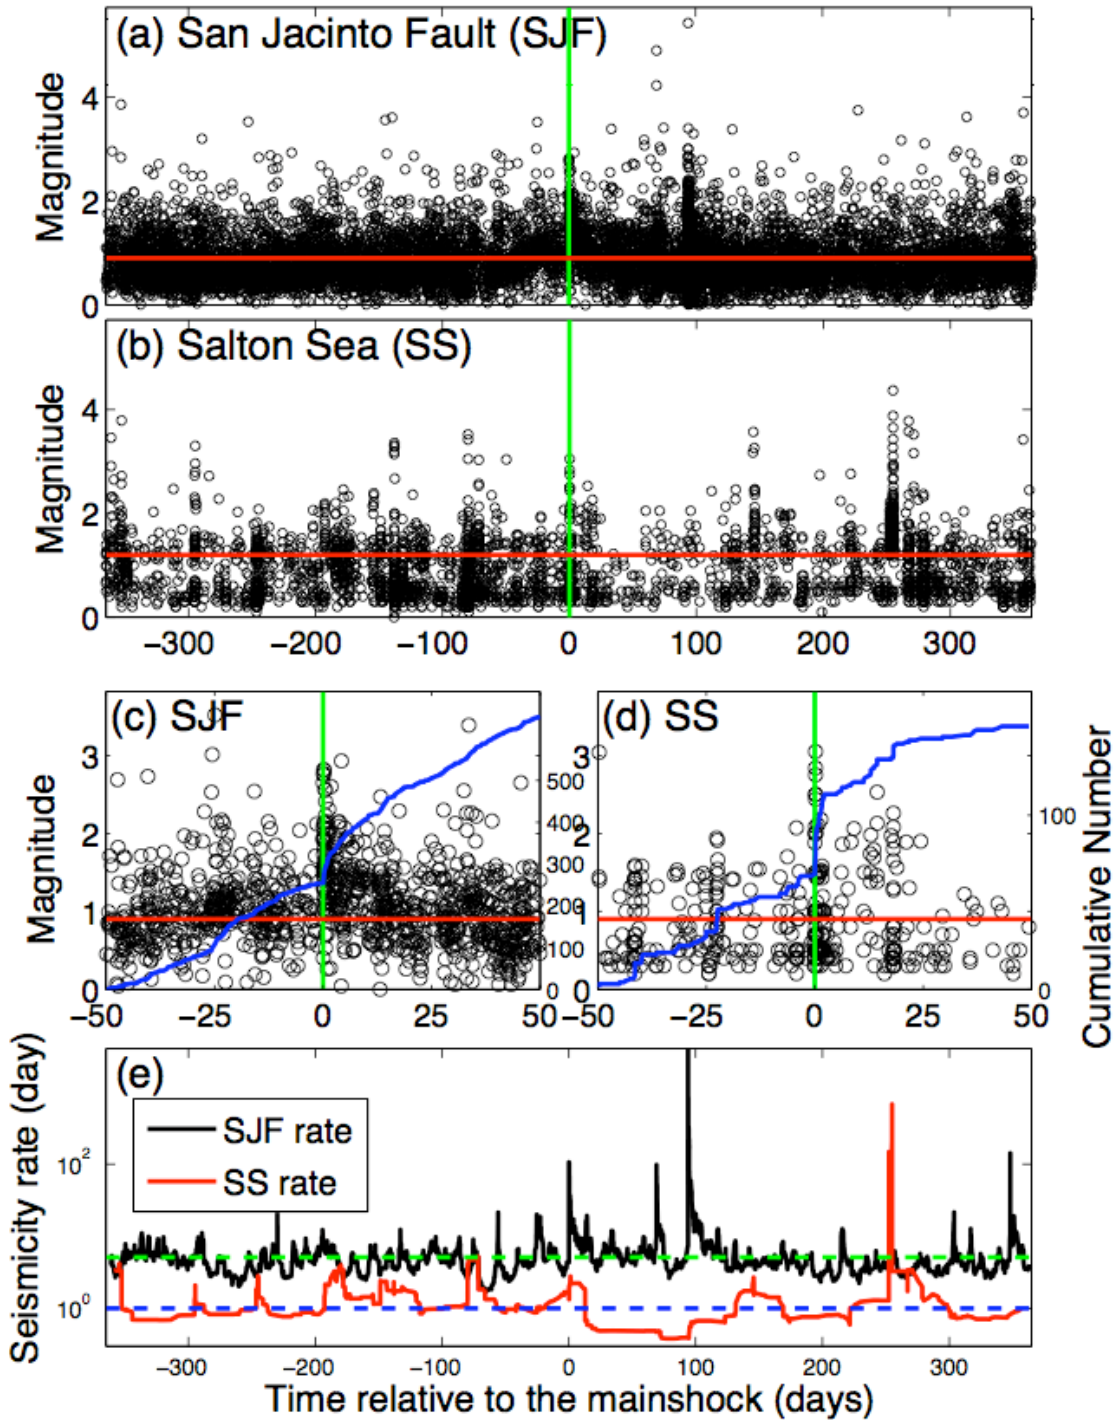 (a) San Jacinto Fault (SJF)
Magnitude
4
2
0
(b) Salton Sea (SS)
Magnitude
4
2
0
−300 −200 −100 0 100 200 300
(c) SJF
Magnitude
3
2
1
0
500
400
300
200
100
0
−50 −25 0 25 50
(d) SS
3
2
1
0
100
0
Cumulative Number
−50 −25 0 25 50
(e)
Seismicity rate (day)
10²
10⁰
SJF rate
SS rate
−300 −200 −100 0 100 200 300
Time relative to the mainshock (days)